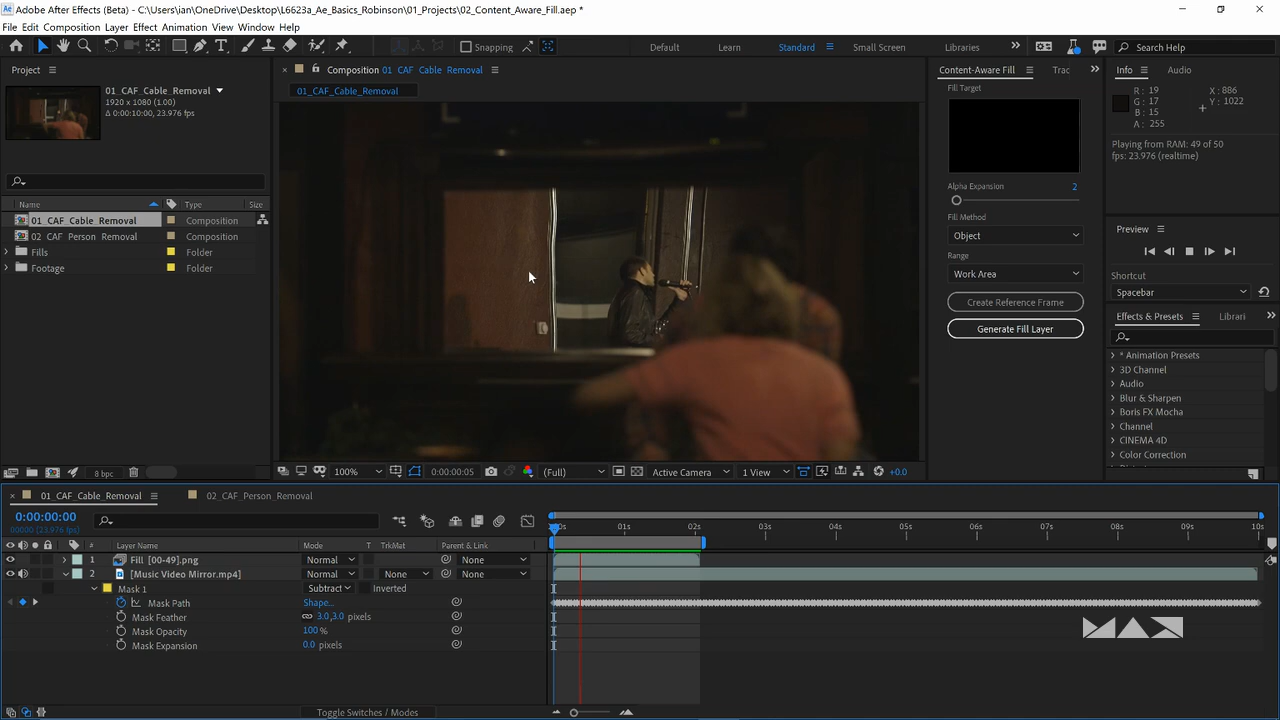 Adobe After Effects (Beta) - C:\Users\ian\OneDrive\Desktop\L6623a_Ae_Basics_Robinson\01_Projects\02_Content_Aware_Fill.aep *
File Edit Composition Layer Effect Animation View Window Help
Snapping Default Learn Standard Small Screen Libraries Search Help
Project
01_CAF_Cable_Removal
1920 x 1080 (1.00)
Δ 0:00:10:00, 23.976 fps
Name Type Size
01_CAF_Cable_Removal Composition
02_CAF_Person_Removal Composition
Fills Folder
Footage Folder
8 bpc
Composition 01_CAF_Cable_Removal
01_CAF_Cable_Removal
100% 0:00:00:05 (Full) Active Camera 1 View +0.0
Content-Aware Fill Trac
Fill Target
Alpha Expansion 2
Fill Method
Object
Range
Work Area
Create Reference Frame
Generate Fill Layer
Info Audio
R : 19 X : 886
G : 17 Y : 1022
B : 15
A : 255
Playing from RAM: 49 of 50
fps: 23.976 (realtime)
Preview
Shortcut
Spacebar
Effects & Presets Librari
* Animation Presets
3D Channel
Audio
Blur & Sharpen
Boris FX Mocha
Channel
CINEMA 4D
Color Correction
01_CAF_Cable_Removal 02_CAF_Person_Removal
0:00:00:00
00000 (23.976 fps)
# Layer Name Mode T TrkMat Parent & Link
1 Fill [00-49].png Normal None
2 [Music Video Mirror.mp4] Normal None None
Mask 1 Subtract Inverted
Mask Path Shape...
Mask Feather 3.0,3.0 pixels
Mask Opacity 100 %
Mask Expansion 0.0 pixels
Toggle Switches / Modes
01s 02s 03s 04s 05s 06s 07s 08s 09s 10s
MAX